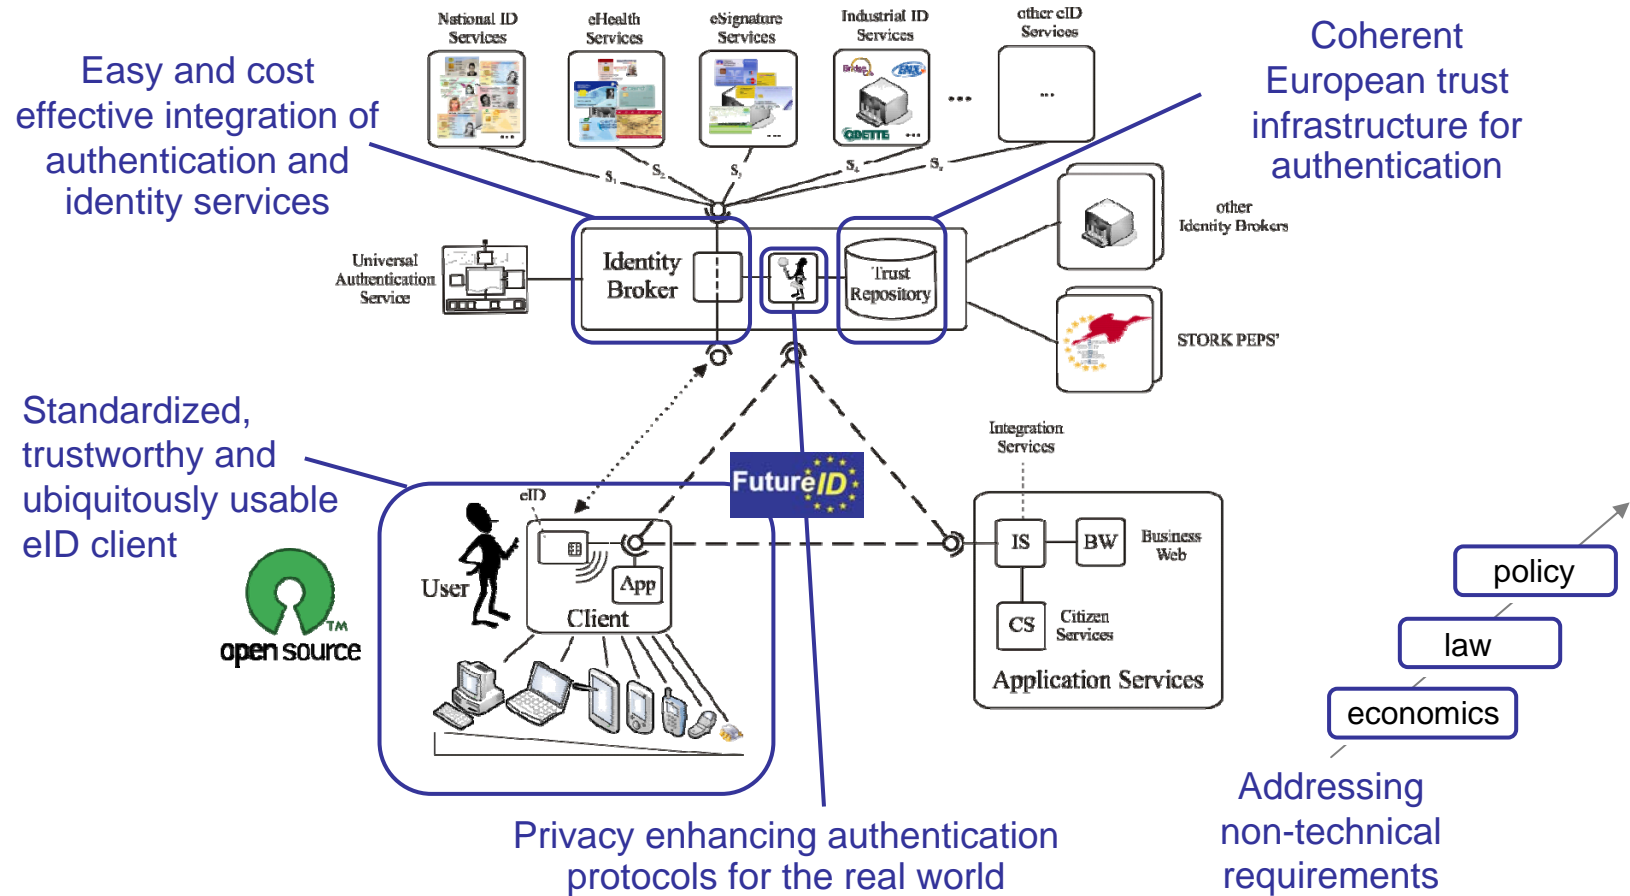 National ID
Services
eHealth
Services
eSignature
Services
Industrial ID
Services
other eID
Services
Easy and cost
effective integration of
authentication and
identity services
Coherent
European trust
infrastructure for
authentication
Bridge
ENX
ODETTE
...
...
...
...
...
...
S1
S2
S3
S4
other
Identity Brokers
Universal
Authentication
Service
Identity
Broker
Trust
Repository
STORK PEPS'
Standardized,
trustworthy and
ubiquitously usable
eID client
FutureID
eID
User
App
Client
Integration
Services
IS
BW
Business
Web
CS
Citizen
Services
Application Services
TM
open source
policy
law
economics
Addressing
non-technical
requirements
Privacy enhancing authentication
protocols for the real world